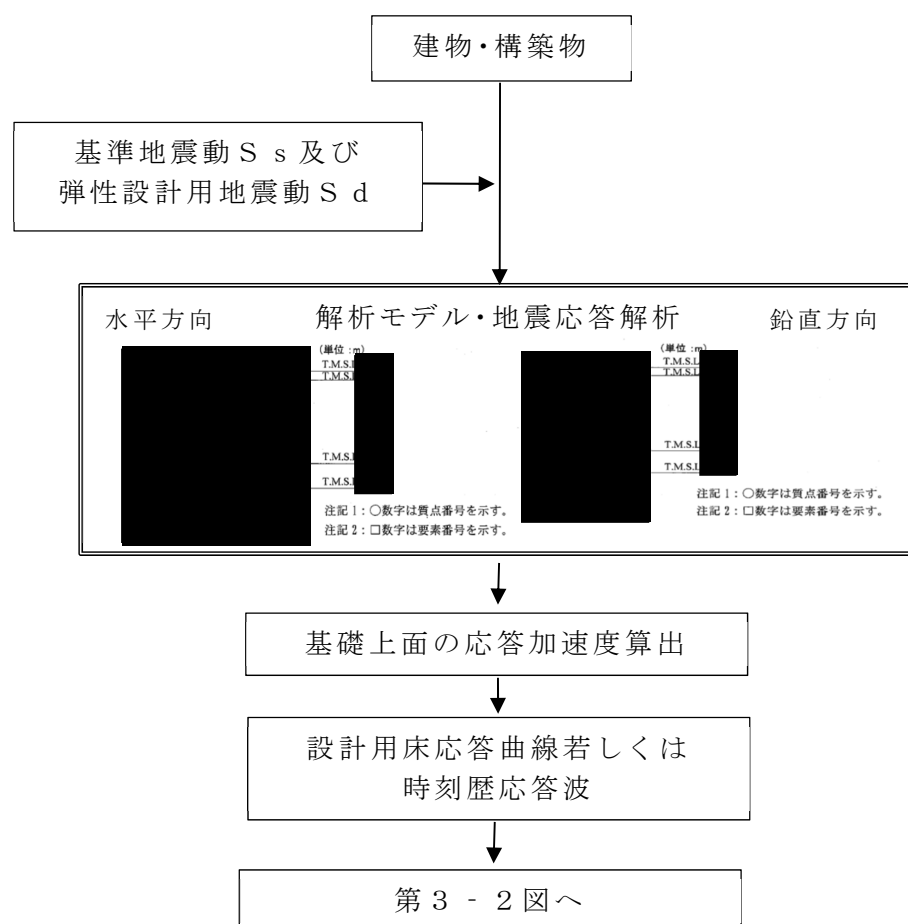 建物・構築物
基準地震動Ｓｓ及び
弾性設計用地震動Ｓｄ
水平方向
解析モデル・地震応答解析
鉛直方向
(単位:m)
T.M.S.L
T.M.S.L
T.M.S.L
T.M.S.L
注記1:○数字は質点番号を示す。
注記2:□数字は要素番号を示す。
(単位:m)
T.M.S.L
T.M.S.L
T.M.S.L
T.M.S.L
注記1:○数字は質点番号を示す。
注記2:□数字は要素番号を示す。
基礎上面の応答加速度算出
設計用床応答曲線若しくは
時刻歴応答波
第３‐２図へ